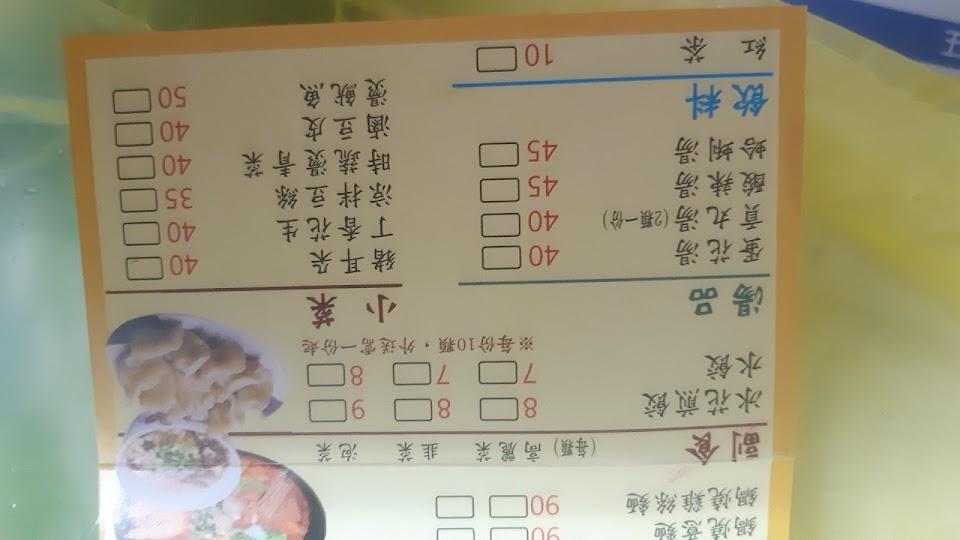 鍋燒意麵 90
鍋燒雞絲麵 90
副食 (每顆) 高麗菜 韭菜 泡菜
冰花煎餃 8 8 9
水餃 7 7 8
※每份10顆，外送需一份起
湯品
蛋花湯 40
貢丸湯(2顆一份) 40
酸辣湯 45
蛤蜊湯 45
飲料
紅茶 10
小菜
豬耳朵 40
丁香花生 40
涼拌豆絲 35
時蔬燙青菜 40
滷豆皮 40
燙魷魚 50